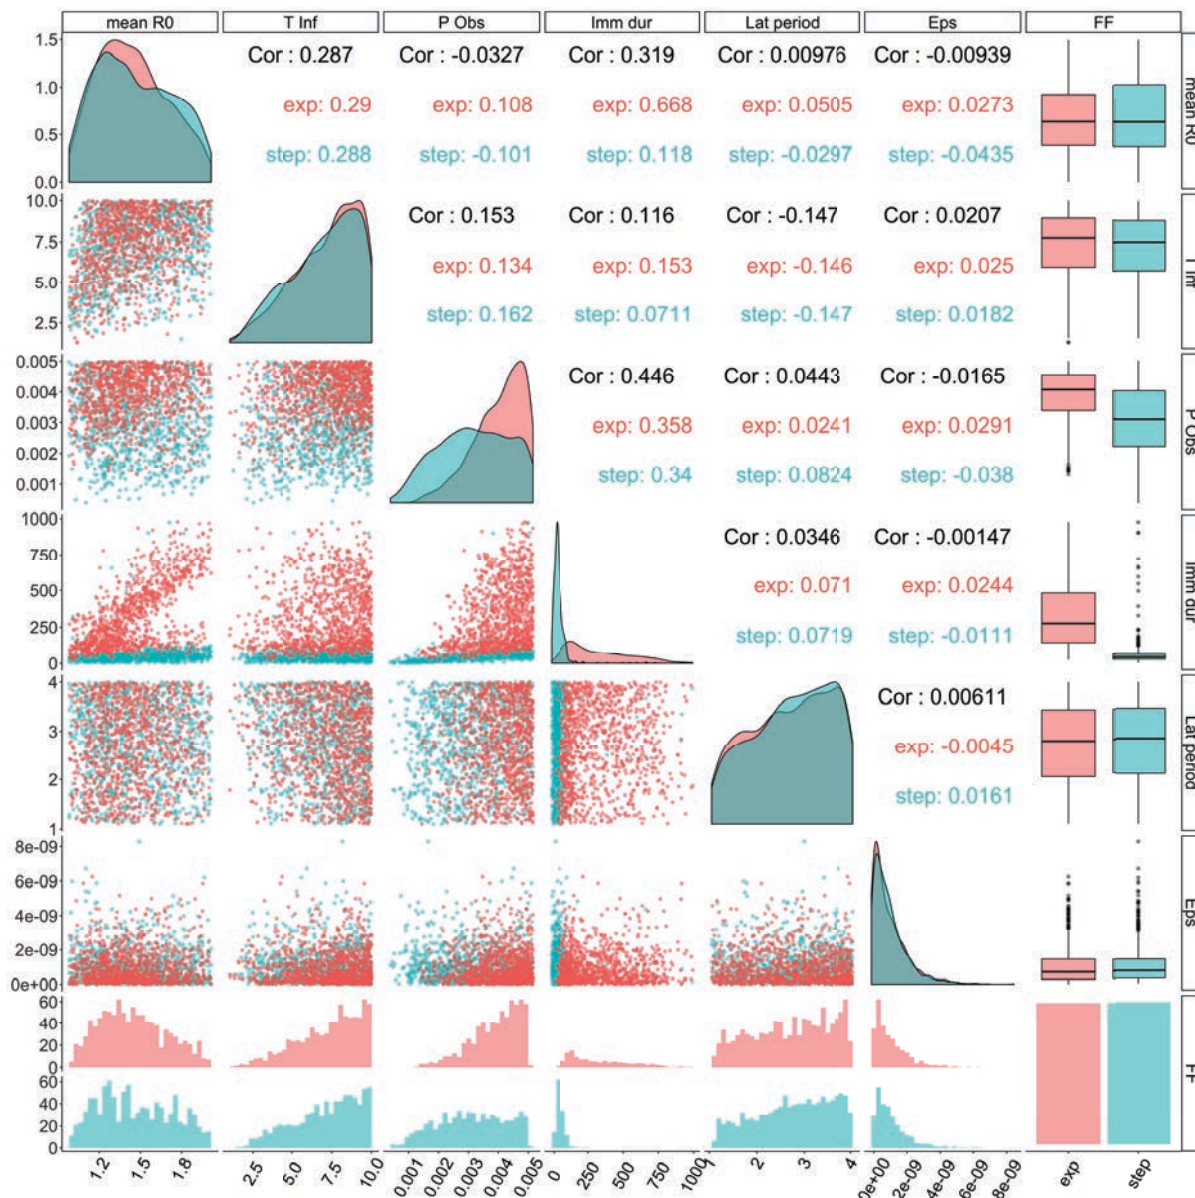 mean R0 T Inf P Obs Imm dur Lat period Eps FF
1.5 Cor : 0.287 Cor : -0.0327 Cor : 0.319 Cor : 0.00976 Cor : -0.00939
1.0 exp: 0.29 exp: 0.108 exp: 0.668 exp: 0.0505 exp: 0.0273 mean R0
0.5 step: 0.288 step: -0.101 step: 0.118 step: -0.0297 step: -0.0435
0.0
10.0 Cor : 0.153 Cor : 0.116 Cor : -0.147 Cor : 0.0207
7.5 exp: 0.134 exp: 0.153 exp: -0.146 exp: 0.025 T Inf
5.0 step: 0.162 step: 0.0711 step: -0.147 step: 0.0182
2.5
0.005 Cor : 0.446 Cor : 0.0443 Cor : -0.0165
0.004
0.003 exp: 0.358 exp: 0.0241 exp: 0.0291 P Obs
0.002 step: 0.34 step: 0.0824 step: -0.038
0.001
1000 Cor : 0.0346 Cor : -0.00147
750
500 exp: 0.071 exp: 0.0244 Imm dur
250 step: 0.0719 step: -0.0111
0
4 Cor : 0.00611
3 exp: -0.0045 Lat period
2 step: 0.0161
1
8e-09
6e-09
4e-09 Eps
2e-09
0e+00
60
40
20
0
FF
60
40
20
0
1.2 1.5 1.8 2.5 5.0 7.5 10.0 0.001 0.002 0.003 0.004 0.005 0 250 500 750 1000 1 2 3 4 0e+00 2e-09 4e-09 6e-09 8e-09 exp step